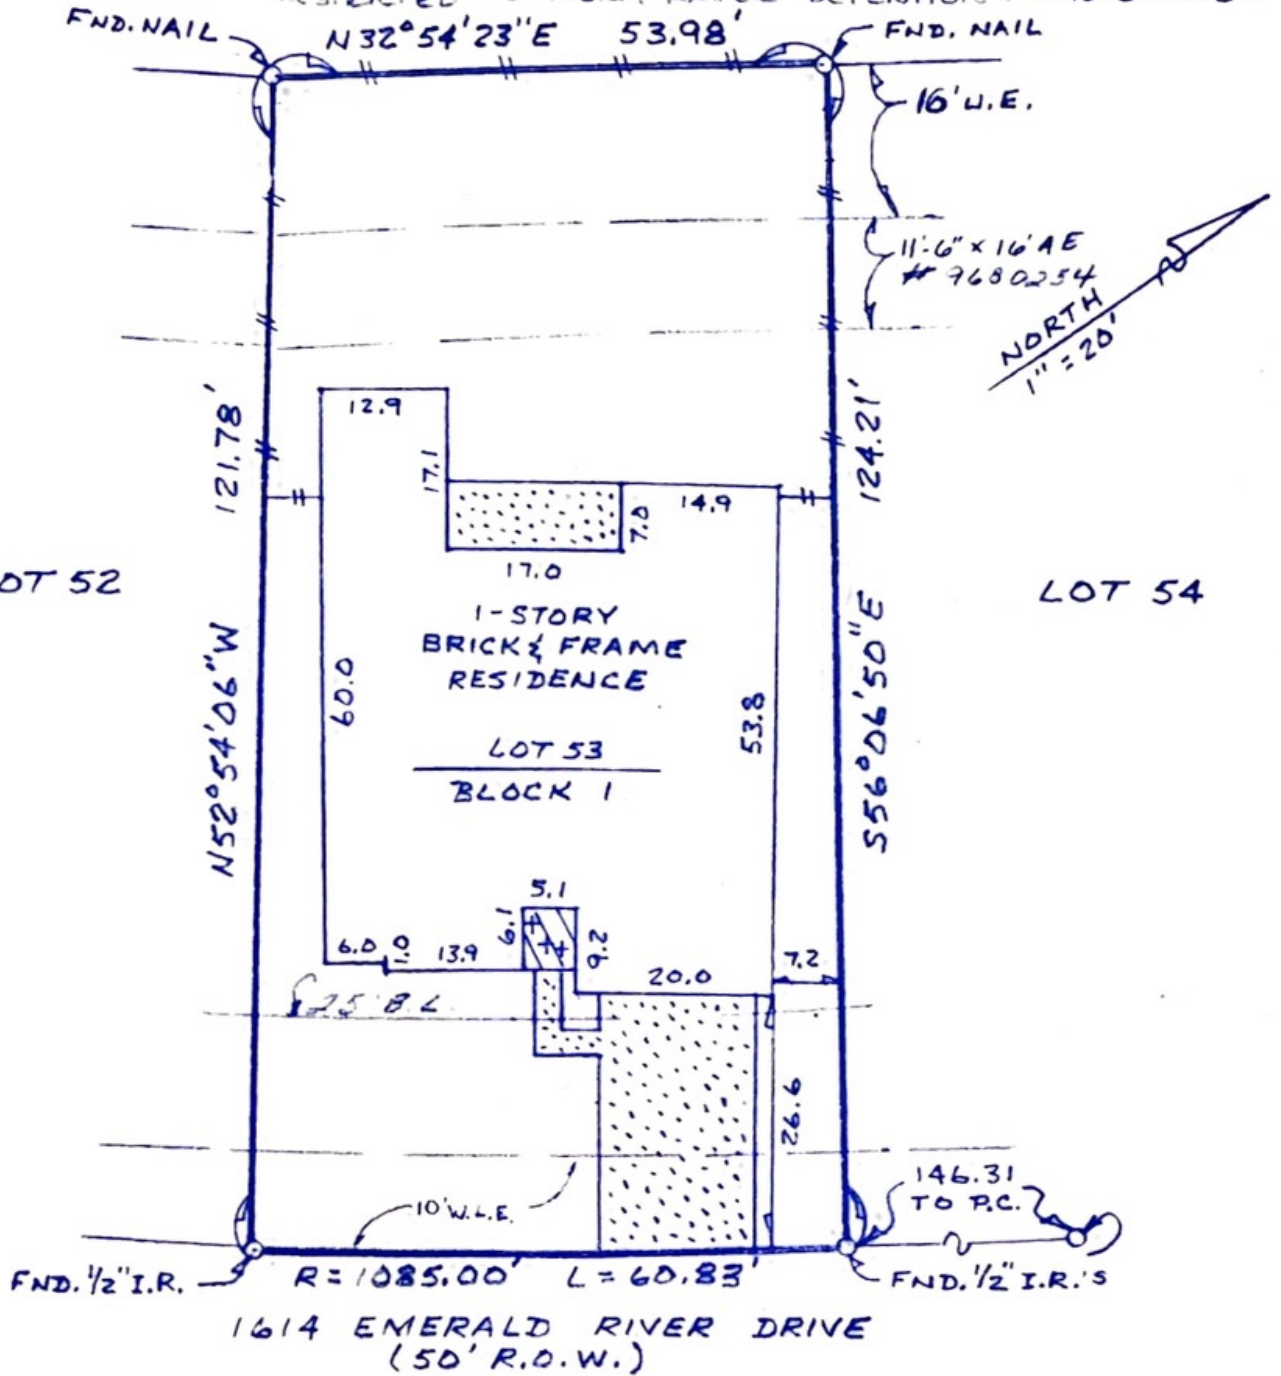 FND. NAIL
N32°54'23"E 53.98'
FND. NAIL
16' U.E.
11'-6" x 16' A E
# 9680254
NORTH
1" = 20'
121.78'
12.9
17.1
14.9
7.0
124.21'
17.0
OT 52
1-STORY
BRICK & FRAME
RESIDENCE
LOT 54
60.0
53.8
LOT 53
BLOCK 1
N52°54'06"W
S56°06'50"E
5.1
6.1
9.2
6.0
1.0
13.9
20.0
7.2
25' B.L.
26.6
10' W.L.E.
146.31
TO P.C.
FND. 1/2" I.R.
R=1085.00' L=60.83'
FND. 1/2" I.R.'S
1614 EMERALD RIVER DRIVE
(50' R.O.W.)